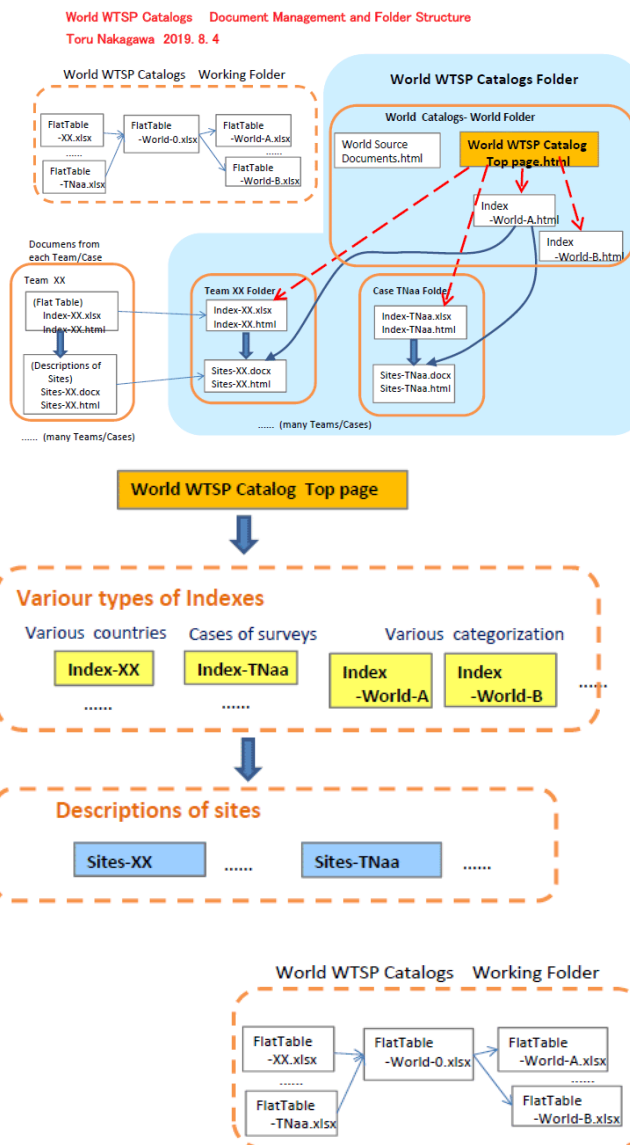 World WTSP Catalogs Document Management and Folder Structure
Toru Nakagawa 2019. 8. 4
World WTSP Catalogs Working Folder
FlatTable
-XX.xlsx
......
FlatTable
-TNaa.xlsx
FlatTable
-World-0.xlsx
FlatTable
-World-A.xlsx
......
FlatTable
-World-B.xlsx
World WTSP Catalogs Folder
World Catalogs- World Folder
World Source
Documents.html
World WTSP Catalog
Top page.html
Index
-World-A.html
Index
-World-B.html
Documens from
each Team/Case
Team XX
(Flat Table)
Index-XX.xlsx
Index-XX.html
(Descriptions of
Sites)
Sites-XX.docx
Sites-XX.html
...... (many Teams/Cases)
Team XX Folder
Index-XX.xlsx
Index-XX.html
Sites-XX.docx
Sites-XX.html
Case TNaa Folder
Index-TNaa.xlsx
Index-TNaa.html
Sites-TNaa.docx
Sites-TNaa.html
...... (many Teams/Cases)
World WTSP Catalog Top page
Variour types of Indexes
Various countries
Cases of surveys
Various categorization
Index-XX
Index-TNaa
Index
-World-A
Index
-World-B
......
......
......
Descriptions of sites
Sites-XX
......
Sites-TNaa
......
World WTSP Catalogs Working Folder
FlatTable
-XX.xlsx
......
FlatTable
-TNaa.xlsx
FlatTable
-World-0.xlsx
FlatTable
-World-A.xlsx
......
FlatTable
-World-B.xlsx